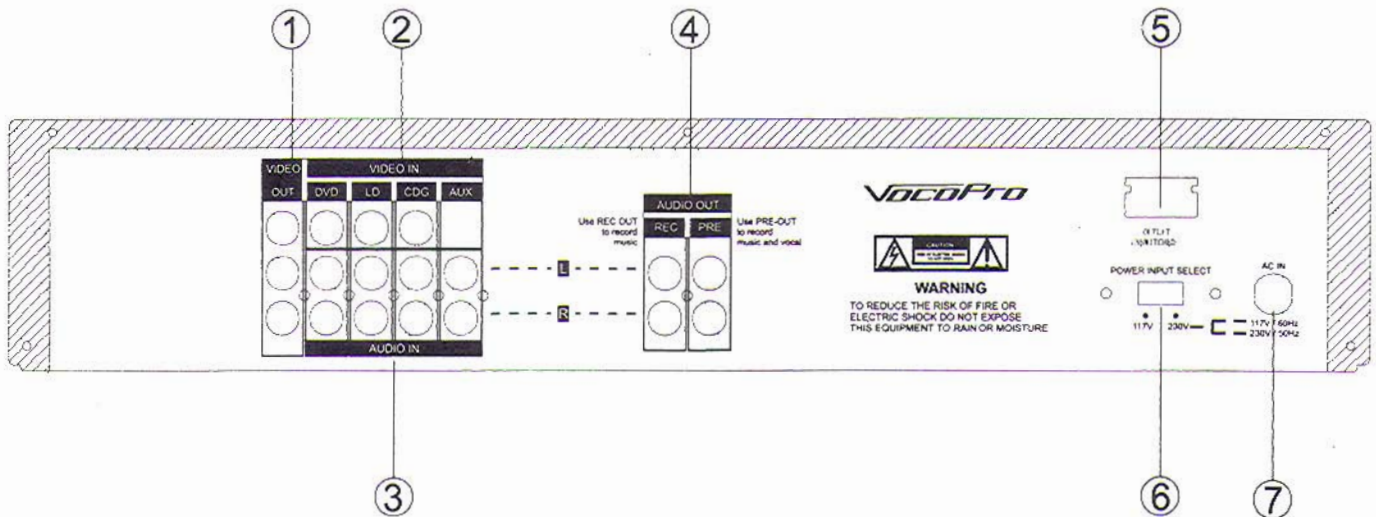 1
2
4
5
VIDEO
OUT
VIDEO IN
DVD
LD
CDG
AUX
AUDIO IN
L
R
Use REC OUT
to record
music
AUDIO OUT
REC
PRE
Use PRE-OUT
to record
music and vocal
VocoPro
CAUTION
WARNING
TO REDUCE THE RISK OF FIRE OR
ELECTRIC SHOCK DO NOT EXPOSE
THIS EQUIPMENT TO RAIN OR MOISTURE
OUTLET
POWER INPUT SELECT
117V
230V
AC IN
117V / 60Hz
230V / 50Hz
3
6
7